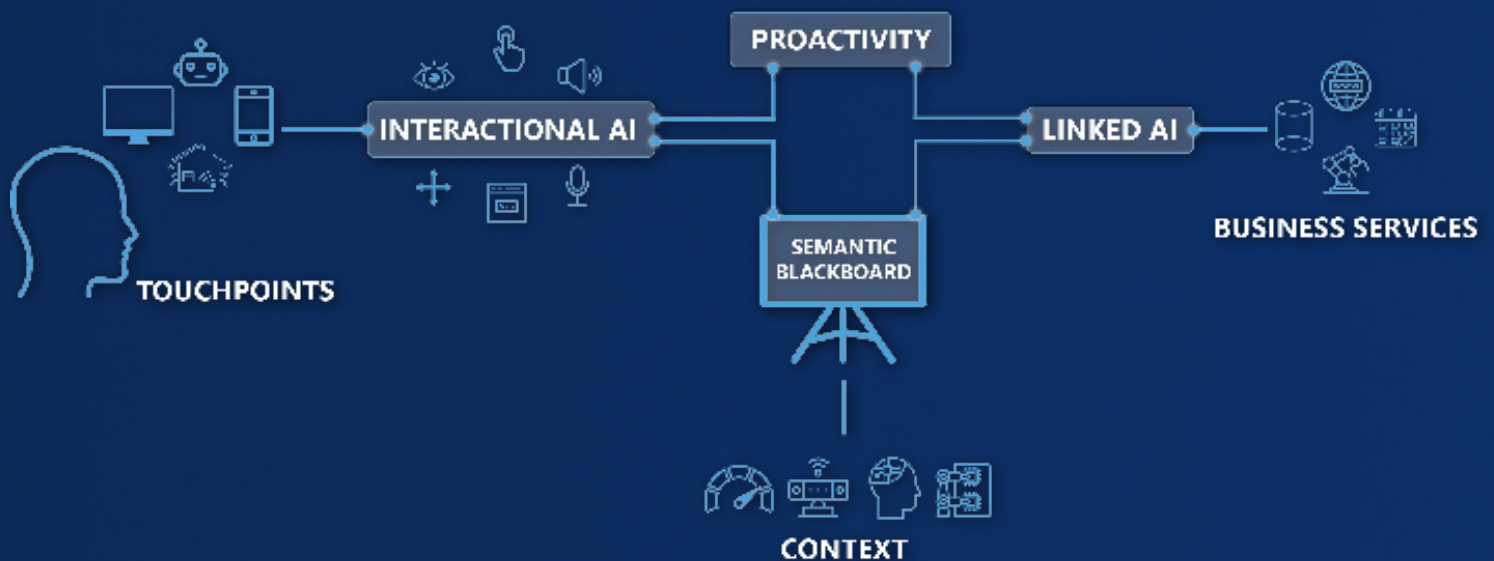 PROACTIVITY
INTERACTIONAL AI
LINKED AI
BUSINESS SERVICES
SEMANTIC
BLACKBOARD
TOUCHPOINTS
CONTEXT